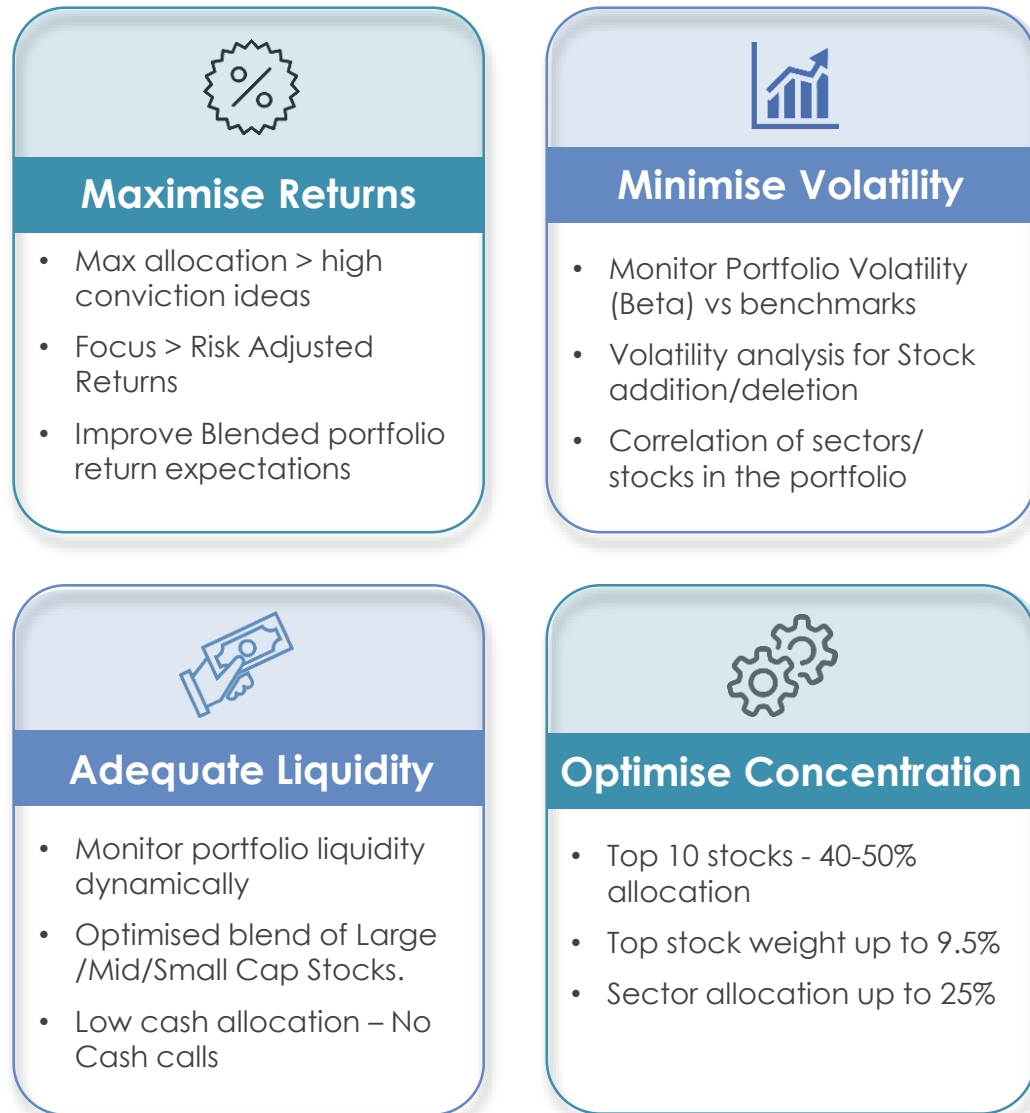 Maximise Returns
• Max allocation > high
conviction ideas
• Focus > Risk Adjusted
Returns
• Improve Blended portfolio
return expectations
Minimise Volatility
• Monitor Portfolio Volatility
(Beta) vs benchmarks
• Volatility analysis for Stock
addition/deletion
• Correlation of sectors/
stocks in the portfolio
Adequate Liquidity
• Monitor portfolio liquidity
dynamically
• Optimised blend of Large
/Mid/Small Cap Stocks.
• Low cash allocation – No
Cash calls
Optimise Concentration
• Top 10 stocks - 40-50%
allocation
• Top stock weight up to 9.5%
• Sector allocation up to 25%